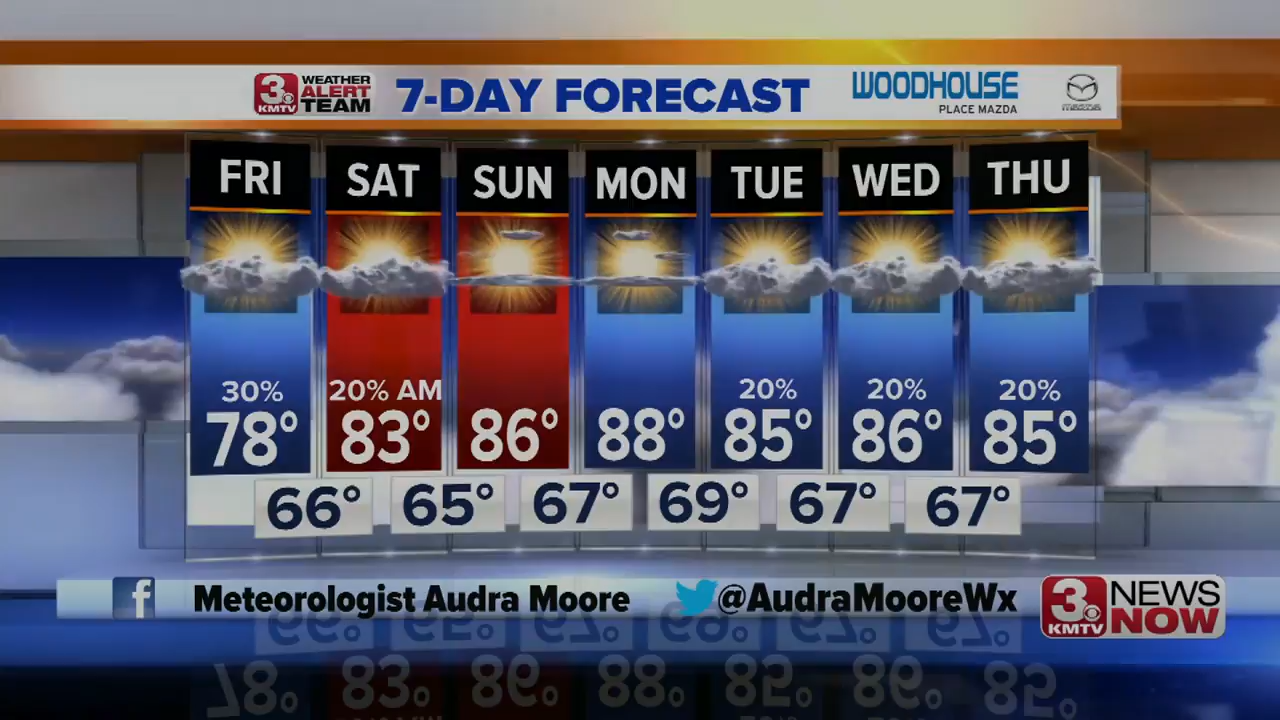 3 KMTV WEATHER ALERT TEAM
7-DAY FORECAST
WOODHOUSE
PLACE MAZDA
FRI SAT SUN MON TUE WED THU
30% 20% AM 20% 20% 20%
78° 83° 86° 88° 85° 86° 85°
66° 65° 67° 69° 67° 67°
f Meteorologist Audra Moore @AudraMooreWx
3 KMTV NEWS NOW